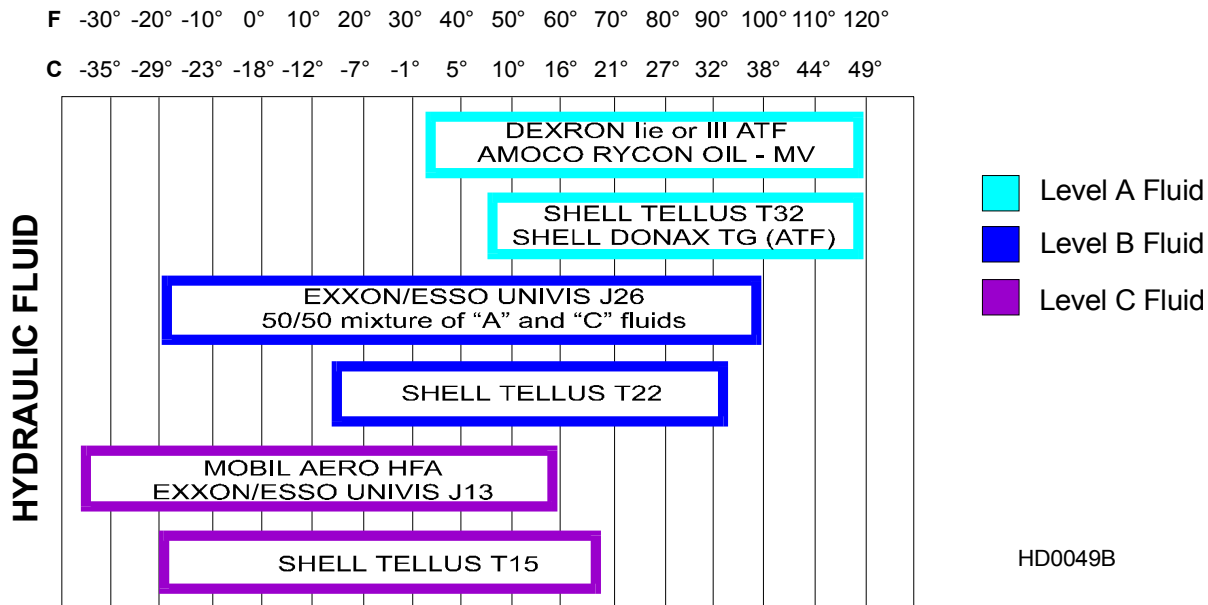 F -30° -20° -10° 0° 10° 20° 30° 40° 50° 60° 70° 80° 90° 100° 110° 120°
C -35° -29° -23° -18° -12° -7° -1° 5° 10° 16° 21° 27° 32° 38° 44° 49°
HYDRAULIC FLUID
DEXRON Iie or III ATF
AMOCO RYCON OIL - MV
SHELL TELLUS T32
SHELL DONAX TG (ATF)
EXXON/ESSO UNIVIS J26
50/50 mixture of “A” and “C” fluids
SHELL TELLUS T22
MOBIL AERO HFA
EXXON/ESSO UNIVIS J13
SHELL TELLUS T15
Level A Fluid
Level B Fluid
Level C Fluid
HD0049B